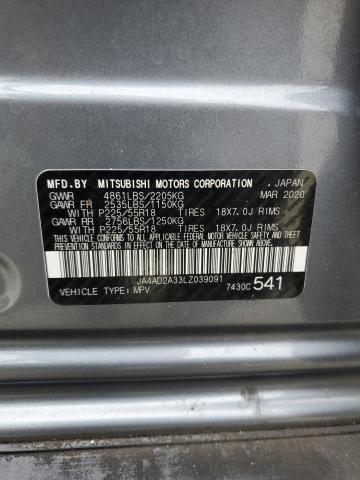 MFD.BY MITSUBISHI MOTORS CORPORATION , JAPAN
GVWR 4861LBS/2205KG MAR 2020
GAWR FR 2535LBS/1150KG
WITH P225/55R18 TIRES 18X7.0J RIMS
GAWR RR 2756LBS/1250KG
WITH P225/55R18 TIRES 18X7.0J RIMS
THIS VEHICLE CONFORMS TO ALL APPLICABLE FEDERAL
MOTOR VEHICLE SAFETY, BUMPER, AND THEFT
PREVENTION STANDARDS IN EFFECT ON THE DATE OF
MANUFACTURE SHOWN ABOVE.
JA4AD2A33LZ039091
VEHICLE TYPE: MPV 7430C 541